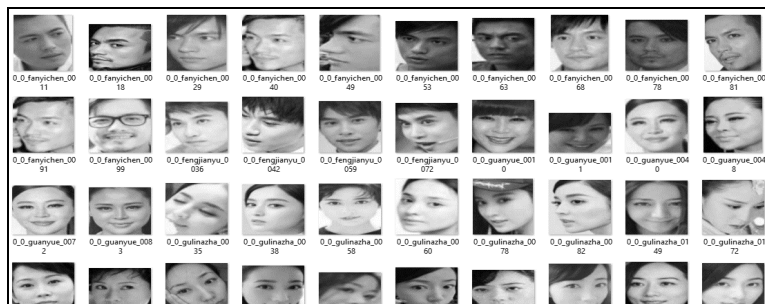 0_0_fanyichen_00
11
0_0_fanyichen_00
18
0_0_fanyichen_00
29
0_0_fanyichen_00
40
0_0_fanyichen_00
49
0_0_fanyichen_00
53
0_0_fanyichen_00
63
0_0_fanyichen_00
68
0_0_fanyichen_00
78
0_0_fanyichen_00
81
0_0_fanyichen_00
91
0_0_fanyichen_00
99
0_0_fengjianyu_0
036
0_0_fengjianyu_0
042
0_0_fengjianyu_0
059
0_0_fengjianyu_0
072
0_0_guanyue_001
0
0_0_guanyue_001
1
0_0_guanyue_004
0
0_0_guanyue_004
8
0_0_guanyue_007
2
0_0_guanyue_008
3
0_0_gulinazha_00
35
0_0_gulinazha_00
38
0_0_gulinazha_00
58
0_0_gulinazha_00
60
0_0_gulinazha_00
78
0_0_gulinazha_00
82
0_0_gulinazha_01
49
0_0_gulinazha_01
72